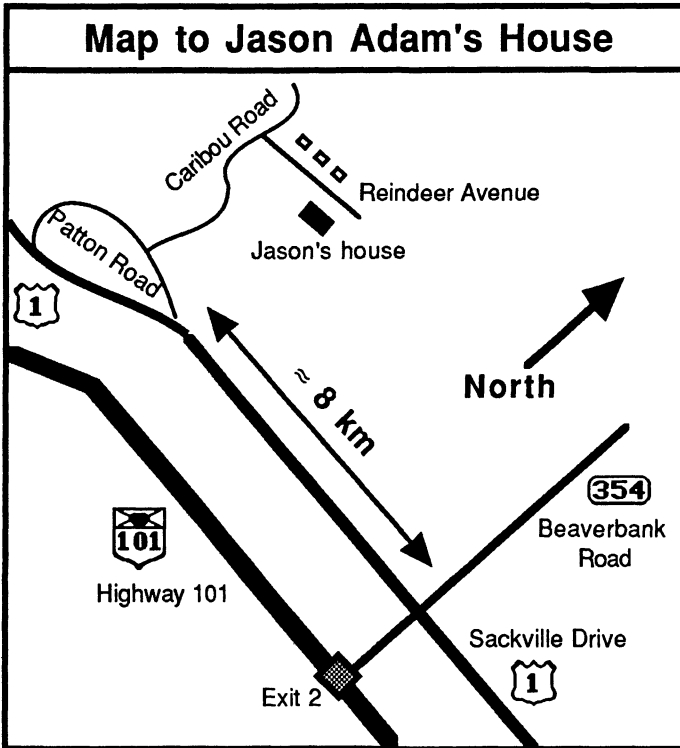 Map to Jason Adam's House
Caribou Road
Reindeer Avenue
Patton Road
Jason's house
1
≈ 8 km
North
354
Beaverbank
Road
101
Highway 101
Sackville Drive
1
Exit 2